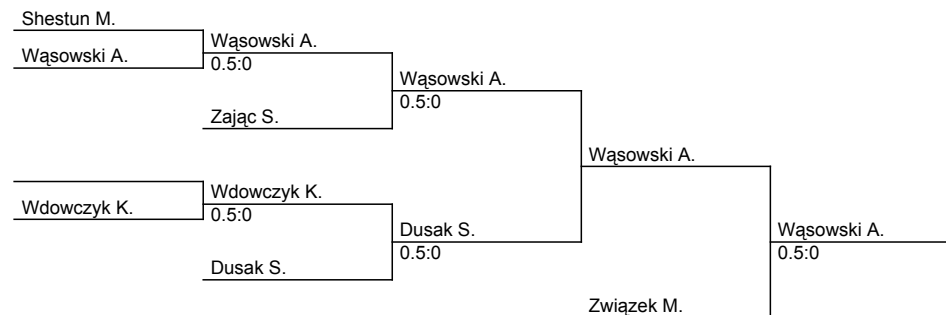 Shestun M.
Wąsowski A.
Wąsowski A.
0.5:0
Wąsowski A.
0.5:0
Zając S.
Wąsowski A.
Wdowczyk K.
Wdowczyk K.
0.5:0
Dusak S.
0.5:0
Wąsowski A.
0.5:0
Dusak S.
Związek M.